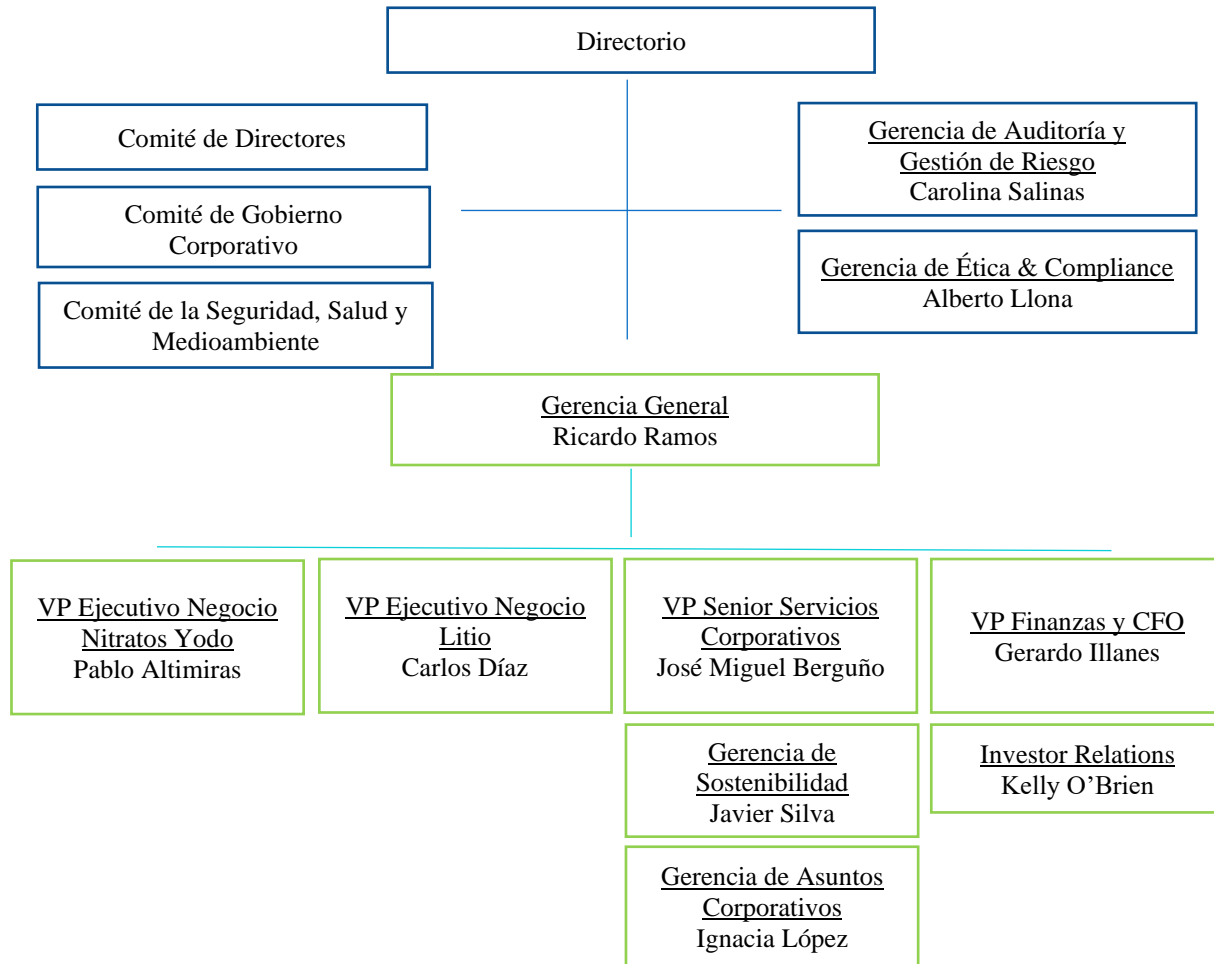 Directorio
Comité de Directores
Comité de Gobierno
Corporativo
Comité de la Seguridad, Salud y
Medioambiente
Gerencia de Auditoría y
Gestión de Riesgo
Carolina Salinas
Gerencia de Ética & Compliance
Alberto Llona
Gerencia General
Ricardo Ramos
VP Ejecutivo Negocio
Nitratos Yodo
Pablo Altimiras
VP Ejecutivo Negocio
Litio
Carlos Díaz
VP Senior Servicios
Corporativos
José Miguel Berguño
VP Finanzas y CFO
Gerardo Illanes
Gerencia de
Sostenibilidad
Javier Silva
Investor Relations
Kelly O’Brien
Gerencia de Asuntos
Corporativos
Ignacia López